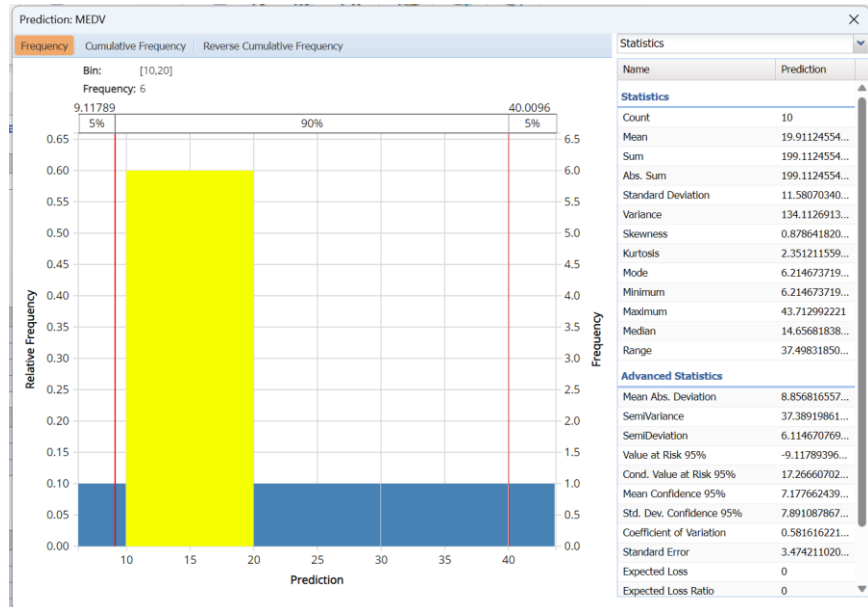 Prediction: MEDV
Frequency Cumulative Frequency Reverse Cumulative Frequency
Bin: [10,20]
Frequency: 6
9.11789 40.0096
5% 90% 5%
0.65 6.5
0.60 6.0
0.55 5.5
0.50 5.0
0.45 4.5
0.40 4.0
0.35 3.5
0.30 3.0
0.25 2.5
0.20 2.0
0.15 1.5
0.10 1.0
0.05 0.5
0.00 0.0
Relative Frequency
Frequency
10 15 20 25 30 35 40
Prediction
Statistics
Name Prediction
Statistics
Count 10
Mean 19.91124554...
Sum 199.1124554...
Abs. Sum 199.1124554...
Standard Deviation 11.58070340...
Variance 134.1126913...
Skewness 0.878641820...
Kurtosis 2.351211559...
Mode 6.214673719...
Minimum 6.214673719...
Maximum 43.712992221
Median 14.65681838...
Range 37.49831850...
Advanced Statistics
Mean Abs. Deviation 8.856816557...
SemiVariance 37.38919861...
SemiDeviation 6.114670769...
Value at Risk 95% -9.11789396...
Cond. Value at Risk 95% 17.26660702...
Mean Confidence 95% 7.177662439...
Std. Dev. Confidence 95% 7.891087867...
Coefficient of Variation 0.581616221...
Standard Error 3.474211020...
Expected Loss 0
Expected Loss Ratio 0